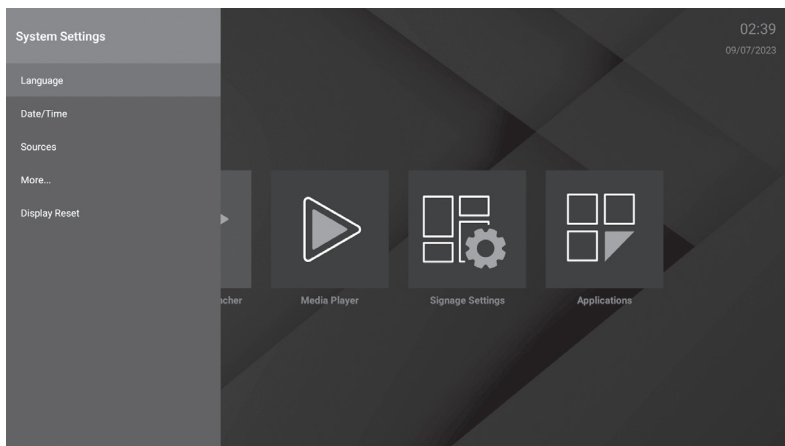 System Settings
02:39
09/07/2023
Language
Date/Time
Sources
More...
Display Reset
Media Player
Signage Settings
Applications